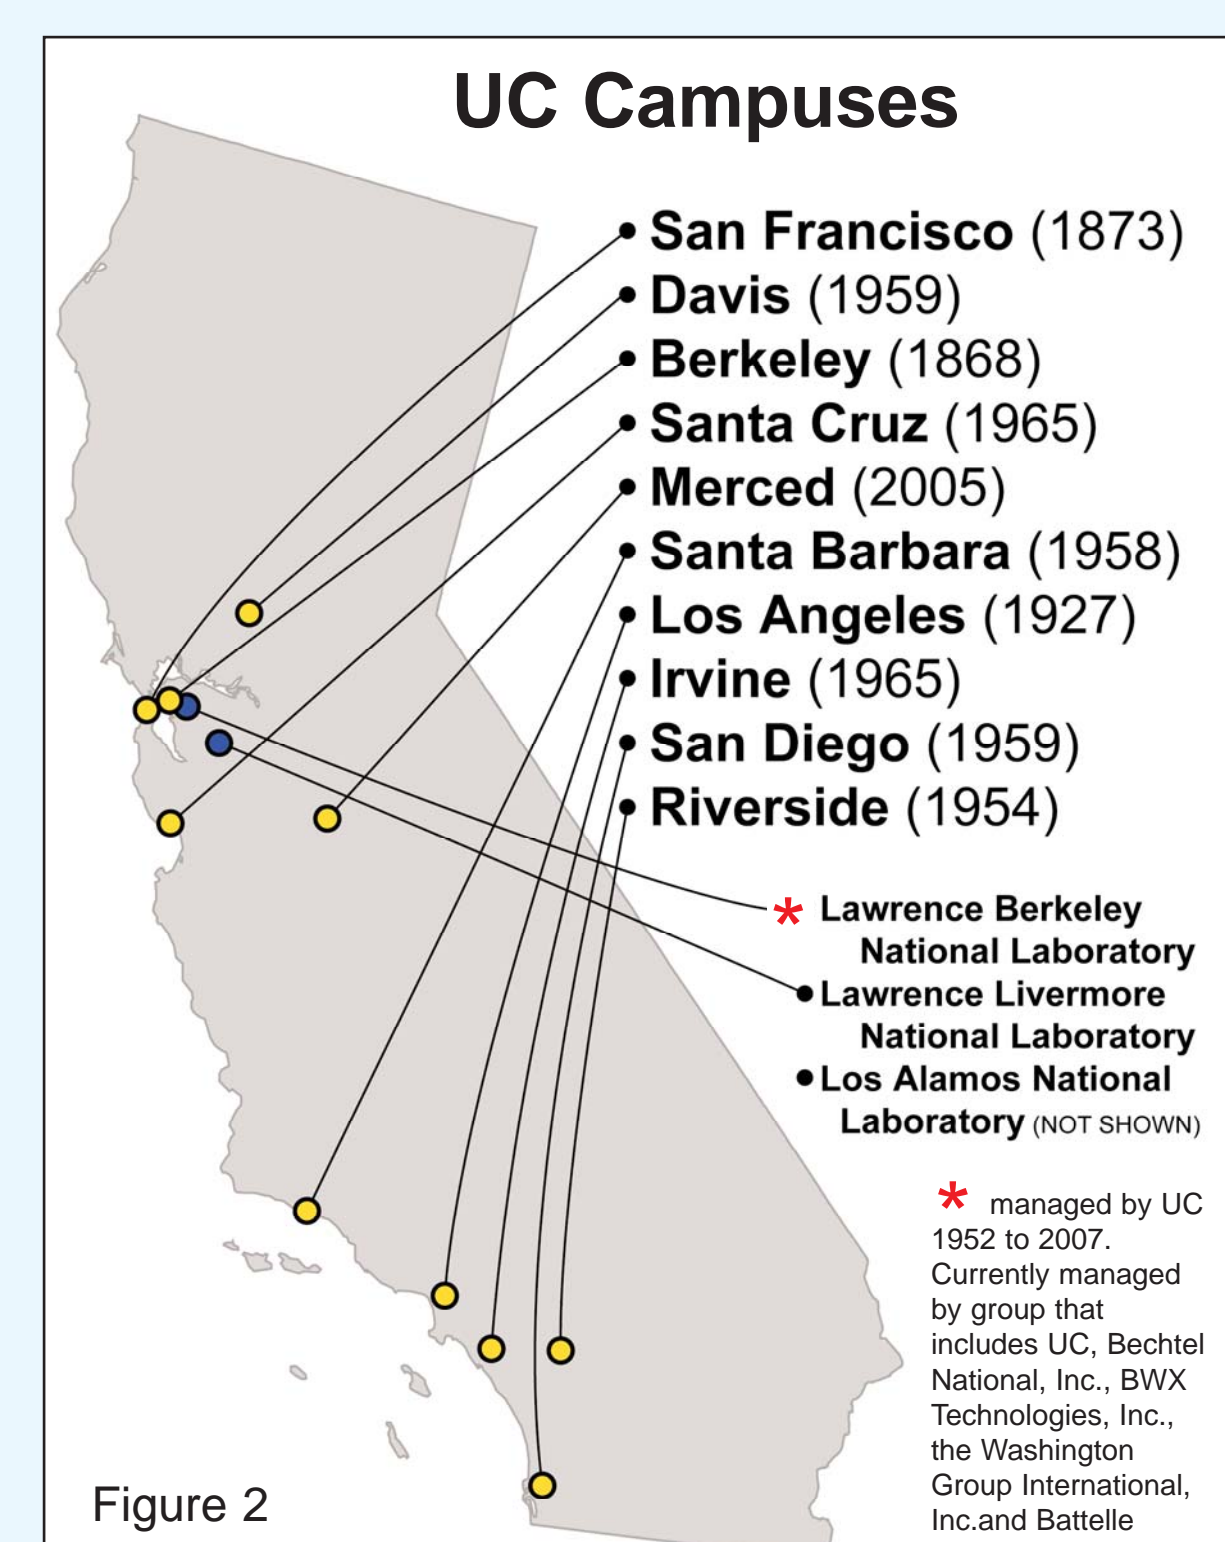 UC Campuses
• San Francisco (1873)
• Davis (1959)
• Berkeley (1868)
• Santa Cruz (1965)
• Merced (2005)
• Santa Barbara (1958)
• Los Angeles (1927)
• Irvine (1965)
• San Diego (1959)
• Riverside (1954)
* Lawrence Berkeley
National Laboratory
• Lawrence Livermore
National Laboratory
• Los Alamos National
Laboratory (NOT SHOWN)
* managed by UC
1952 to 2007.
Currently managed
by group that
includes UC, Bechtel
National, Inc., BWX
Technologies, Inc.,
the Washington
Group International,
Inc.and Battelle
Figure 2